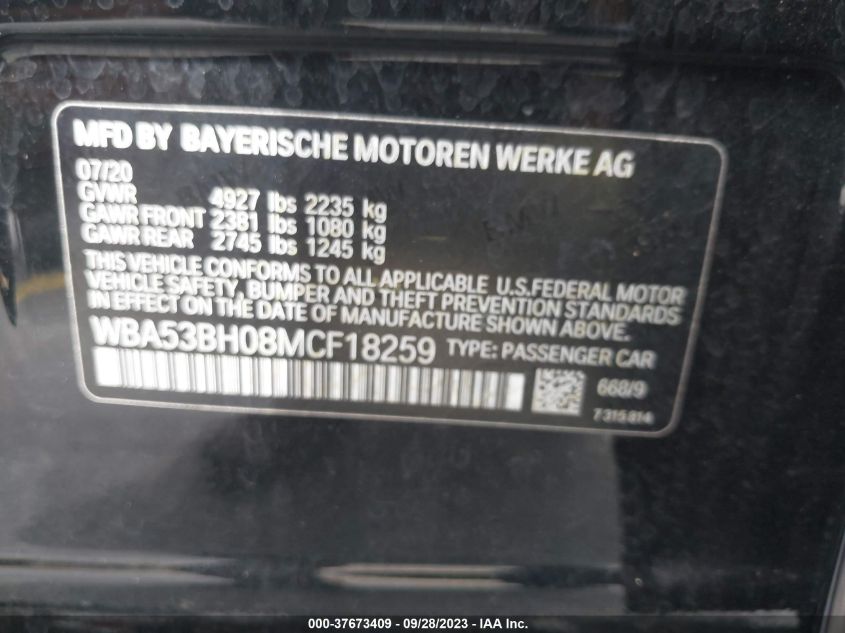 MFD BY BAYERISCHE MOTOREN WERKE AG
07/20
GVWR 4927 lbs 2235 kg
GAWR FRONT 2381 lbs 1080 kg
GAWR REAR 2745 lbs 1245 kg
THIS VEHICLE CONFORMS TO ALL APPLICABLE U.S.FEDERAL MOTOR
VEHICLE SAFETY, BUMPER AND THEFT PREVENTION STANDARDS
IN EFFECT ON THE DATE OF MANUFACTURE SHOWN ABOVE.
WBA53BH08MCF18259 TYPE: PASSENGER CAR
668/9
7315814
000-37673409 - 09/28/2023 - © IAA Inc.